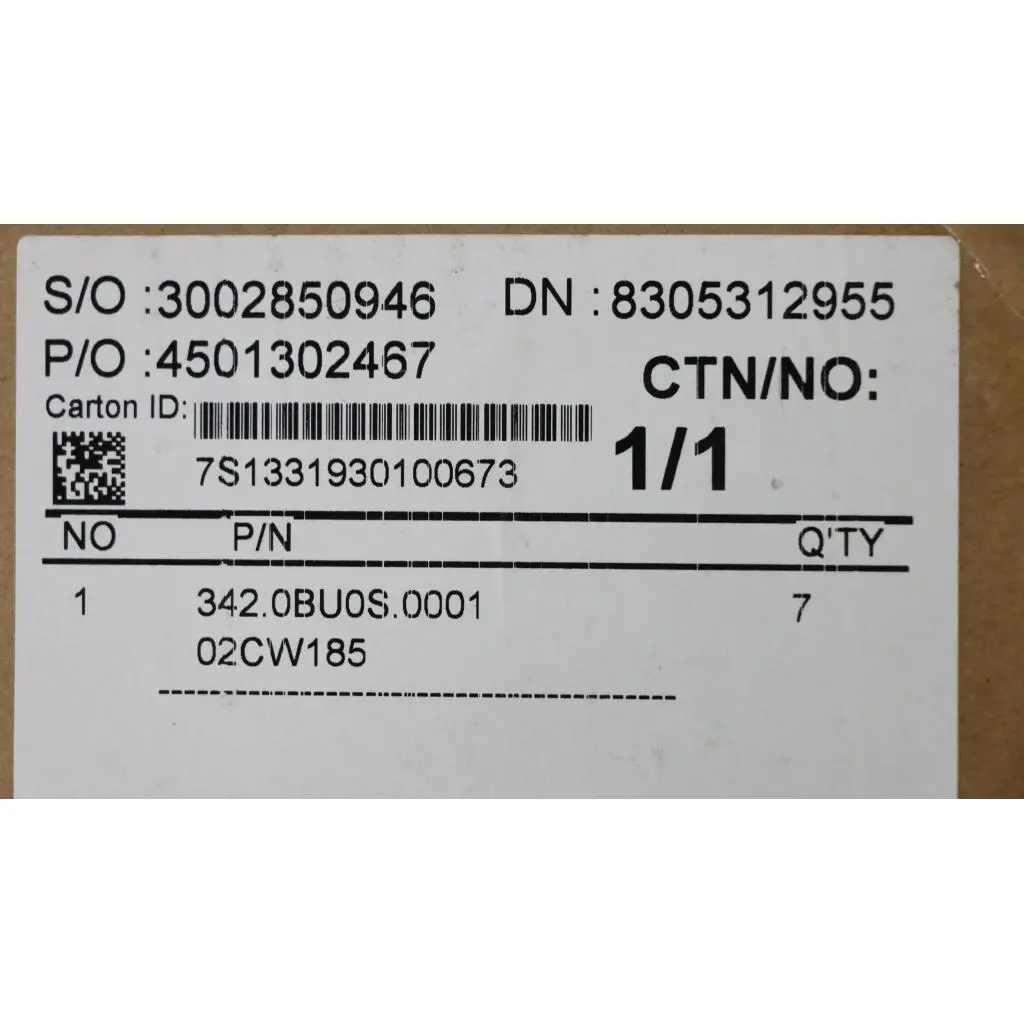 S/O :3002850946 DN : 8305312955
P/O :4501302467
CTN/NO:
Carton ID:
1/1
7S1331930100673
NO P/N Q'TY
1 342.0BU0S.0001 7
02CW185